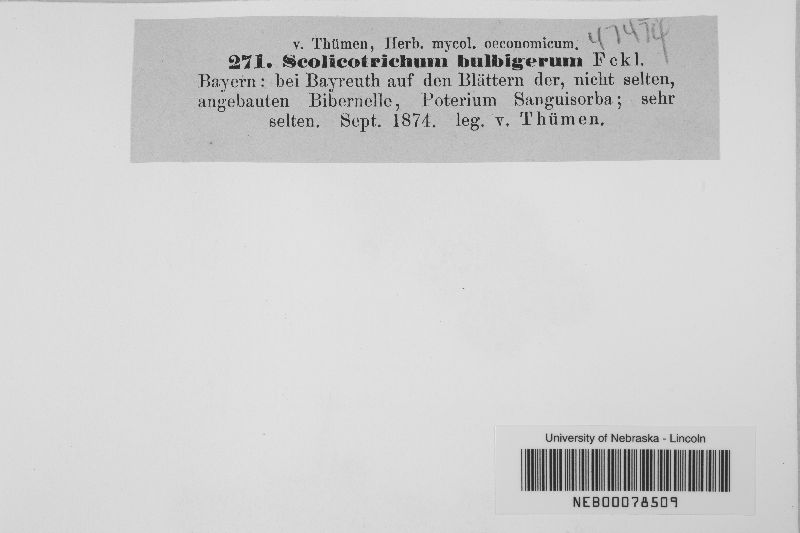 v. Thümen, Herb. mycol. oeconomicum.
271. Scolicotrichum bulbigerum Fckl.
Bayern: bei Bayreuth auf den Blättern der, nicht selten,
angebauten Bibernelle, Poterium Sanguisorba; sehr
selten. Sept. 1874. leg. v. Thümen.
University of Nebraska - Lincoln
NEB00078509